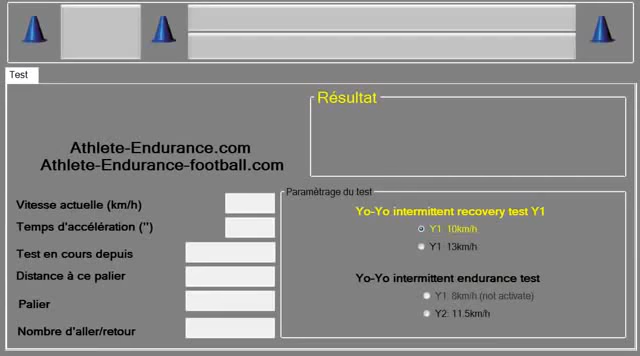 Test
Résultat
Athlete-Endurance.com
Athlete-Endurance-football.com
Paramètrage du test
Vitesse actuelle (km/h)
Temps d'accélération (")
Test en cours depuis
Distance à ce palier
Palier
Nombre d'aller/retour
Yo-Yo intermittent recovery test Y1
Y1 10km/h
Y1 13km/h
Yo-Yo intermittent endurance test
Y1: 8km/h (not activate)
Y2: 11.5km/h